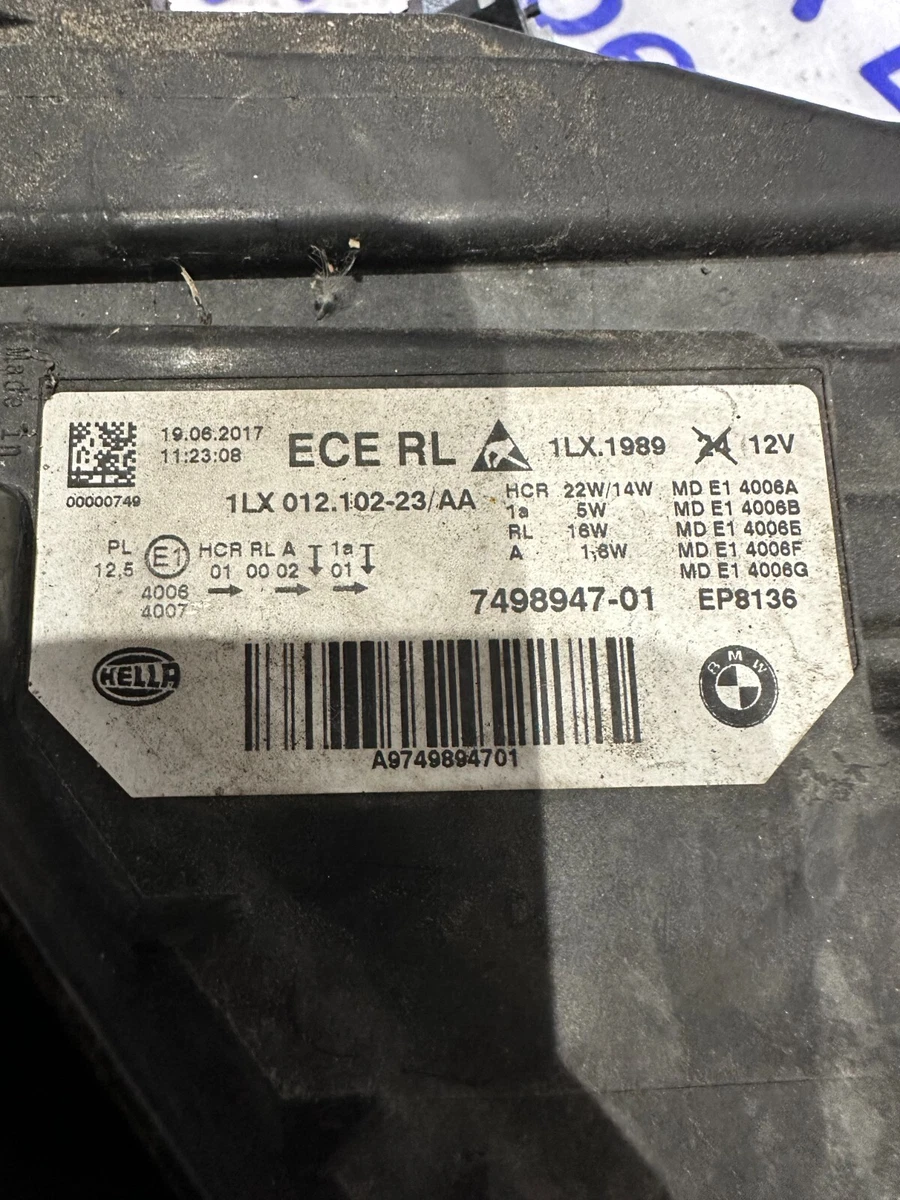 Made in
19.06.2017
11:23:08
ECE RL
1LX.1989 24 12V
00000749
1LX 012.102-23/AA
HCR 22W/14W MD E1 4006A
1a 5W MD E1 4006B
RL 16W MD E1 4006E
A 1,6W MD E1 4006F
MD E1 4006G
PL E1 HCR RL A 1a
12,5 01 00 02 01
4006
4007
7498947-01 EP8136
HELLA
BMW
A9749894701